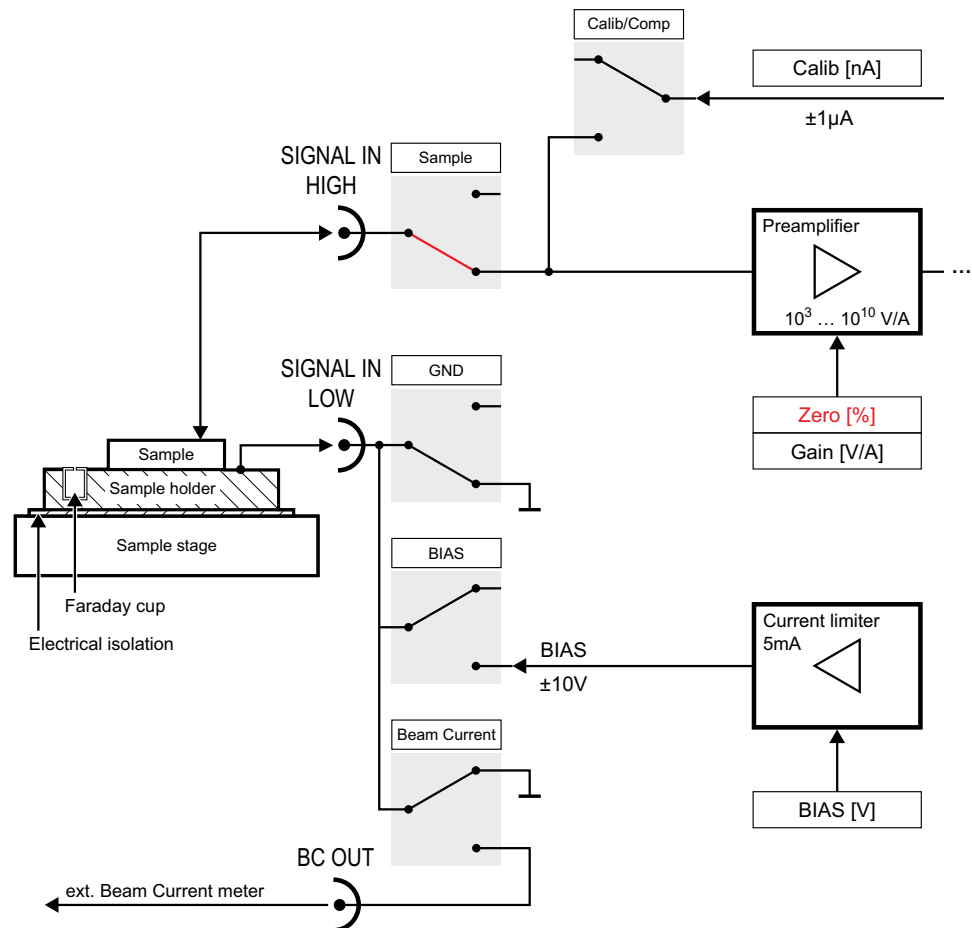 Calib/Comp
Calib [nA]
±1µA
SIGNAL IN
HIGH
Sample
Preamplifier
10³ … 10¹⁰ V/A
...
SIGNAL IN
LOW
GND
Zero [%]
Gain [V/A]
Sample
Sample holder
Sample stage
Faraday cup
Electrical isolation
BIAS
BIAS
±10V
Current limiter
5mA
Beam Current
BIAS [V]
BC OUT
ext. Beam Current meter